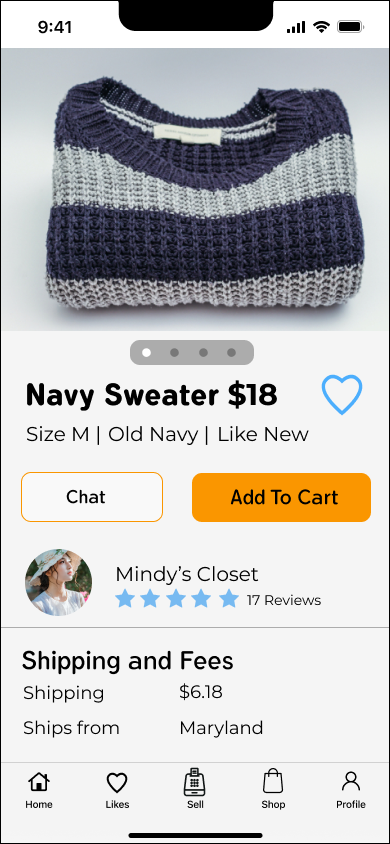 9:41
Navy Sweater $18
Size M | Old Navy | Like New
Chat
Add To Cart
Mindy's Closet
17 Reviews
Shipping and Fees
Shipping $6.18
Ships from Maryland
Home Likes Sell Shop Profile